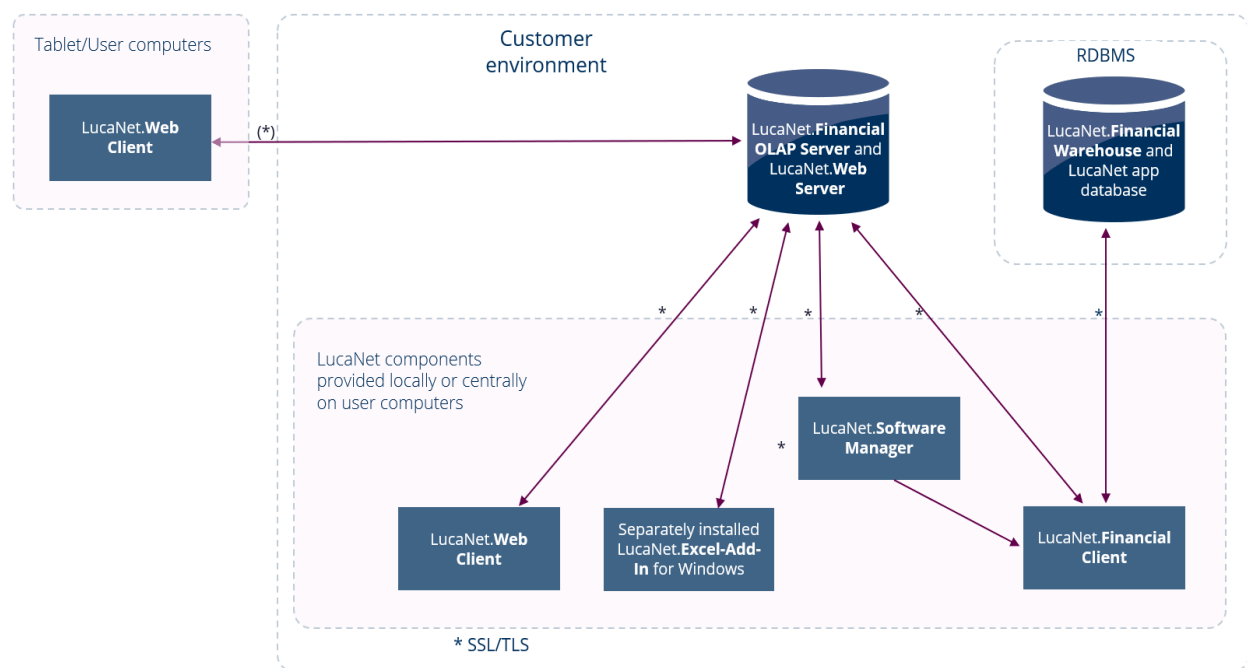 Tablet/User computers
LucaNet.Web
Client
(*)
Customer
environment
LucaNet.Financial
OLAP Server and
LucaNet.Web
Server
RDBMS
LucaNet.Financial
Warehouse and
LucaNet app
database
*
*
*
*
*
LucaNet components
provided locally or centrally
on user computers
LucaNet.Software
Manager
*
LucaNet.Web
Client
Separately installed
LucaNet.Excel-Add-
In for Windows
LucaNet.Financial
Client
* SSL/TLS